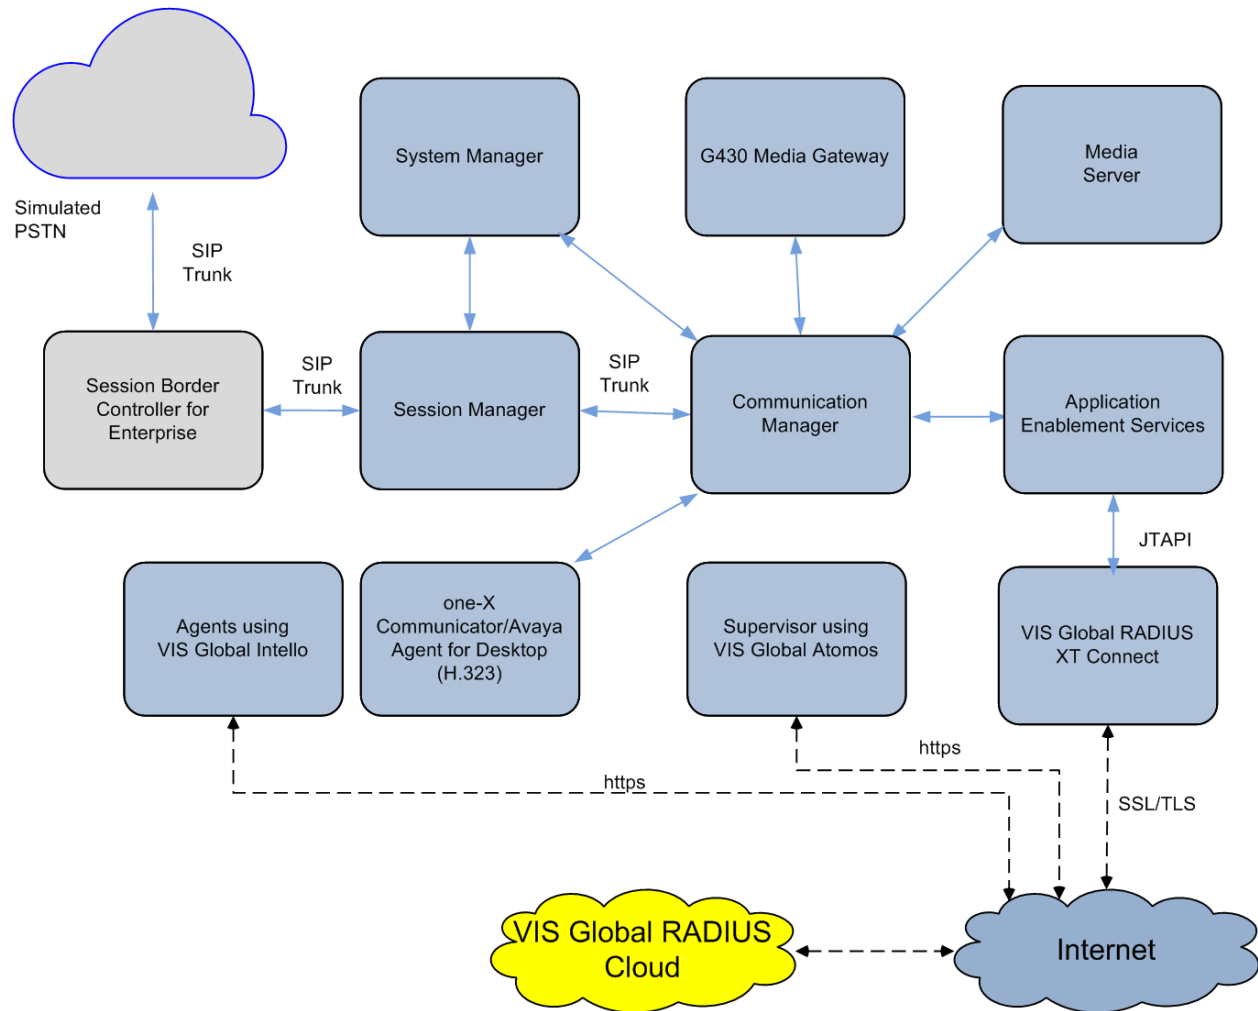 System Manager
G430 Media Gateway
Media
Server
Simulated
PSTN
SIP
Trunk
Session Border
Controller for
Enterprise
SIP
Trunk
Session Manager
SIP
Trunk
Communication
Manager
Application
Enablement Services
JTAPI
Agents using
VIS Global Intello
one-X
Communicator/Avaya
Agent for Desktop
(H.323)
Supervisor using
VIS Global Atomos
VIS Global RADIUS
XT Connect
https
https
SSL/TLS
VIS Global RADIUS
Cloud
Internet